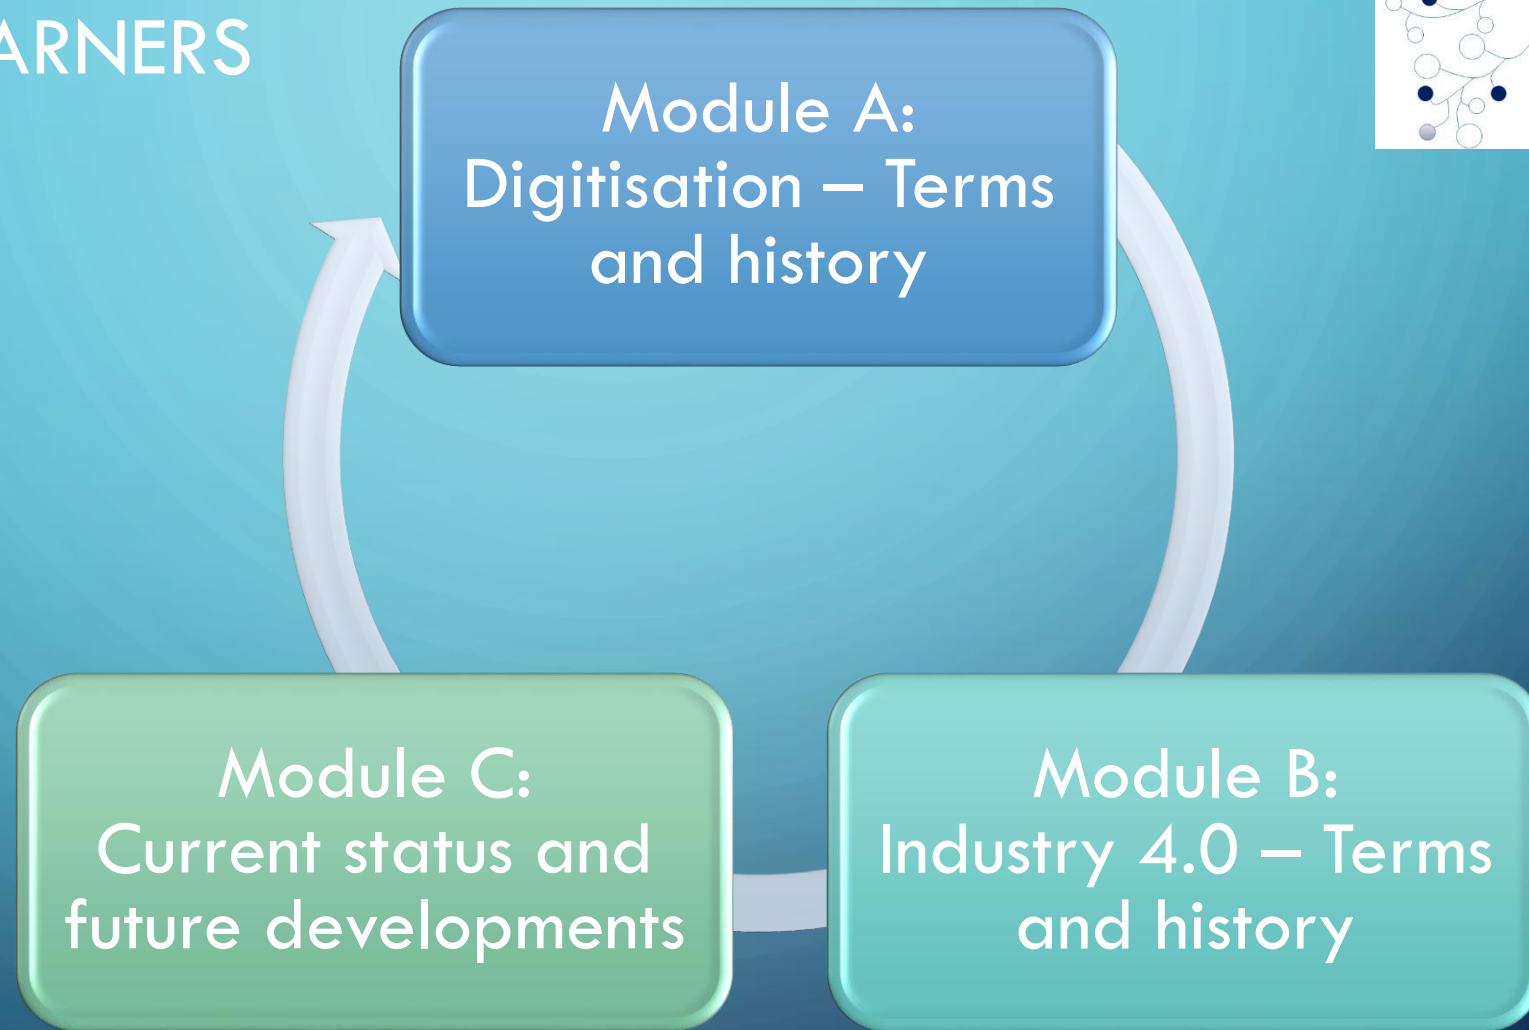 ARNERS
Module A:
Digitisation – Terms
and history
Module C:
Current status and
future developments
Module B:
Industry 4.0 – Terms
and history